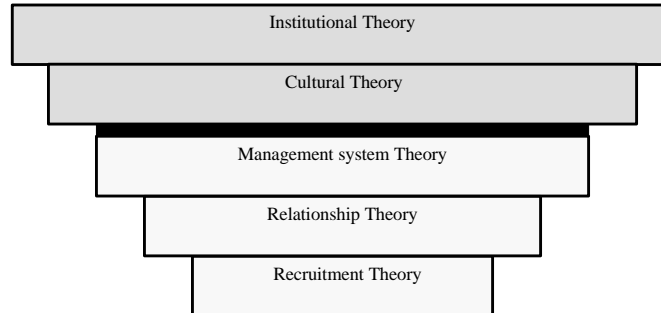 Institutional Theory
Cultural Theory
Management system Theory
Relationship Theory
Recruitment Theory